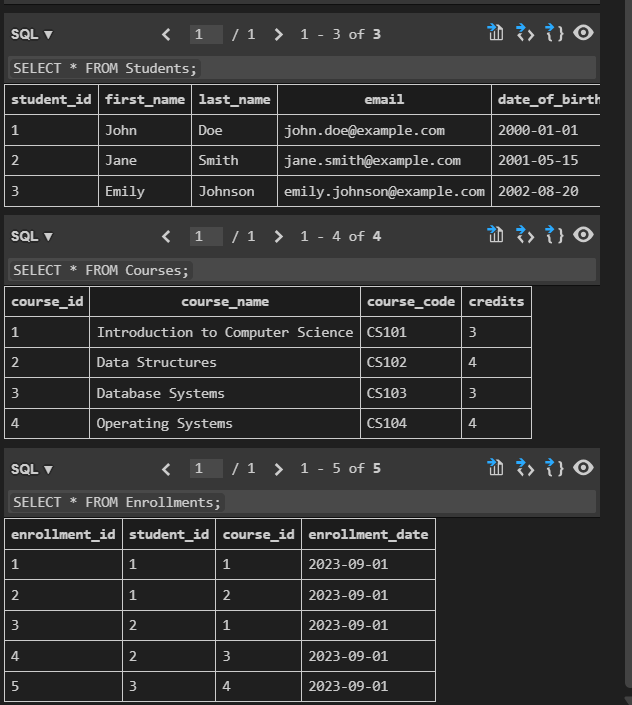 SQL ▼ 1 / 1 1 - 3 of 3
SELECT * FROM Students;
student_id first_name last_name email date_of_birth
1 John Doe john.doe@example.com 2000-01-01
2 Jane Smith jane.smith@example.com 2001-05-15
3 Emily Johnson emily.johnson@example.com 2002-08-20
SQL ▼ 1 / 1 1 - 4 of 4
SELECT * FROM Courses;
course_id course_name course_code credits
1 Introduction to Computer Science CS101 3
2 Data Structures CS102 4
3 Database Systems CS103 3
4 Operating Systems CS104 4
SQL ▼ 1 / 1 1 - 5 of 5
SELECT * FROM Enrollments;
enrollment_id student_id course_id enrollment_date
1 1 1 2023-09-01
2 1 2 2023-09-01
3 2 1 2023-09-01
4 2 3 2023-09-01
5 3 4 2023-09-01